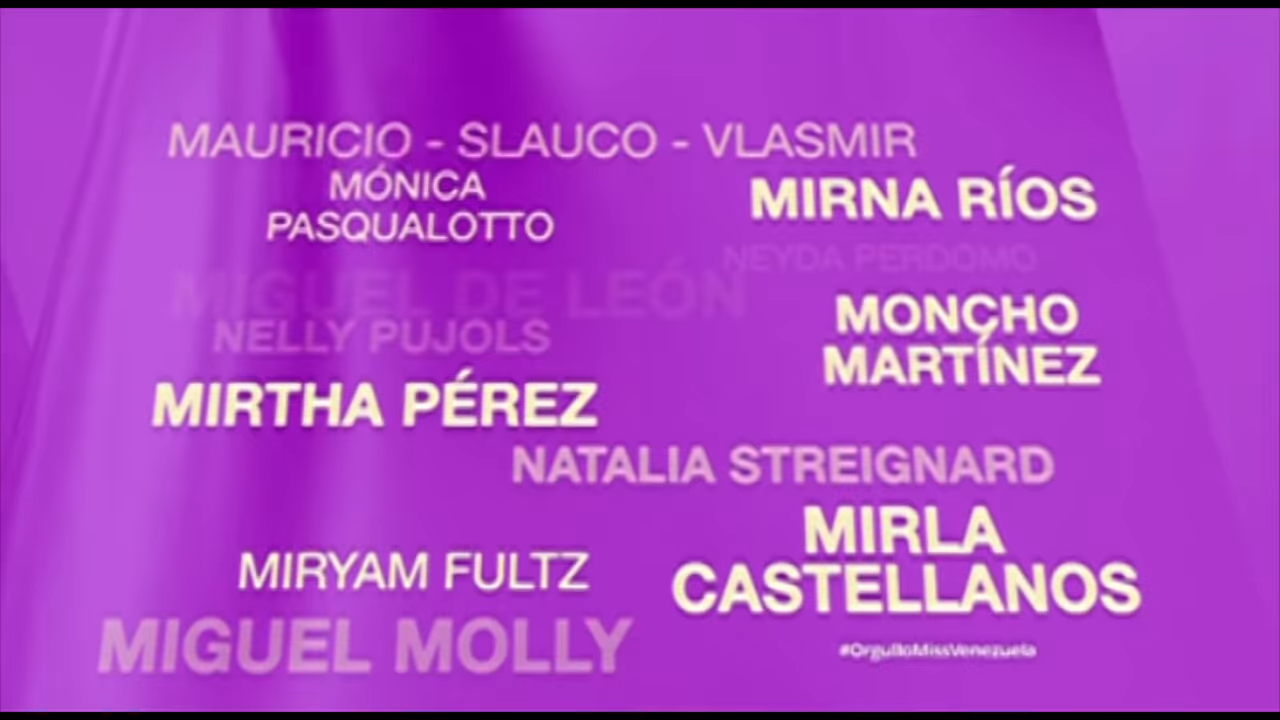 MAURICIO - SLAUCO - VLASMIR
MÓNICA
PASQUALOTTO
MIRNA RÍOS
NEYDA PERDOMO
MIGUEL DE LEÓN
NELLY PUJOLS
MONCHO
MARTÍNEZ
MIRTHA PÉREZ
NATALIA STREIGNARD
MIRLA
CASTELLANOS
MIRYAM FULTZ
MIGUEL MOLLY
#OrgulloMissVenezuela